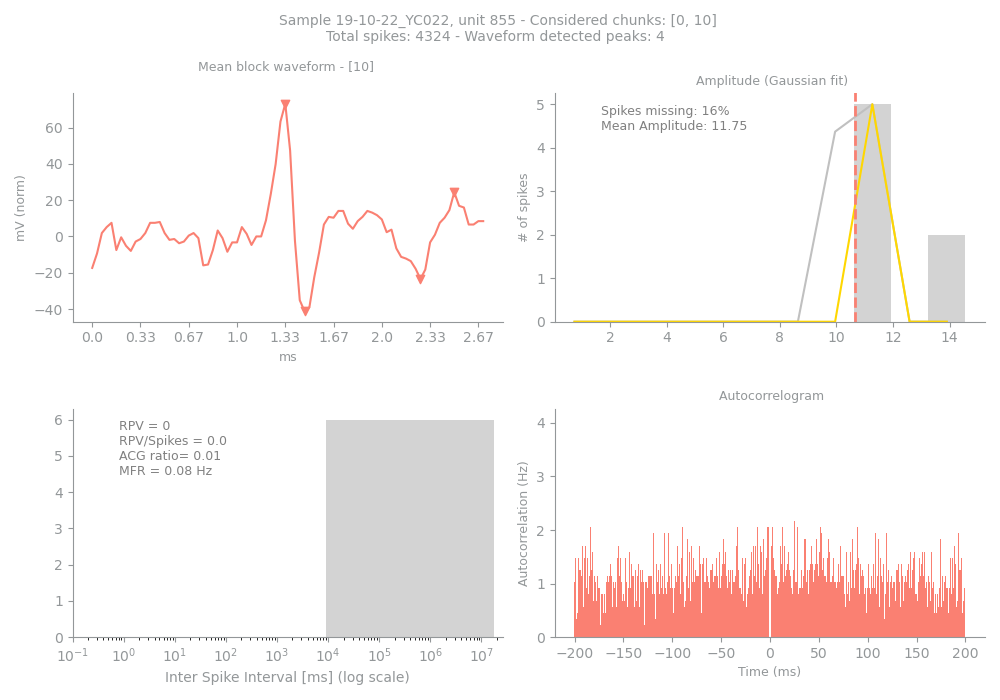 Sample 19-10-22_YC022, unit 855 - Considered chunks: [0, 10]
Total spikes: 4324 - Waveform detected peaks: 4
Mean block waveform - [10]
mV (norm)
60
40
20
0
−20
−40
0.0 0.33 0.67 1.0 1.33 1.67 2.0 2.33 2.67
ms
Amplitude (Gaussian fit)
Spikes missing: 16%
Mean Amplitude: 11.75
# of spikes
5
4
3
2
1
0
2 4 6 8 10 12 14
RPV = 0
RPV/Spikes = 0.0
ACG ratio= 0.01
MFR = 0.08 Hz
6
5
4
3
2
1
0
10⁻¹ 10⁰ 10¹ 10² 10³ 10⁴ 10⁵ 10⁶ 10⁷
Inter Spike Interval [ms] (log scale)
Autocorrelogram
Autocorrelation (Hz)
4
3
2
1
0
−200 −150 −100 −50 0 50 100 150 200
Time (ms)